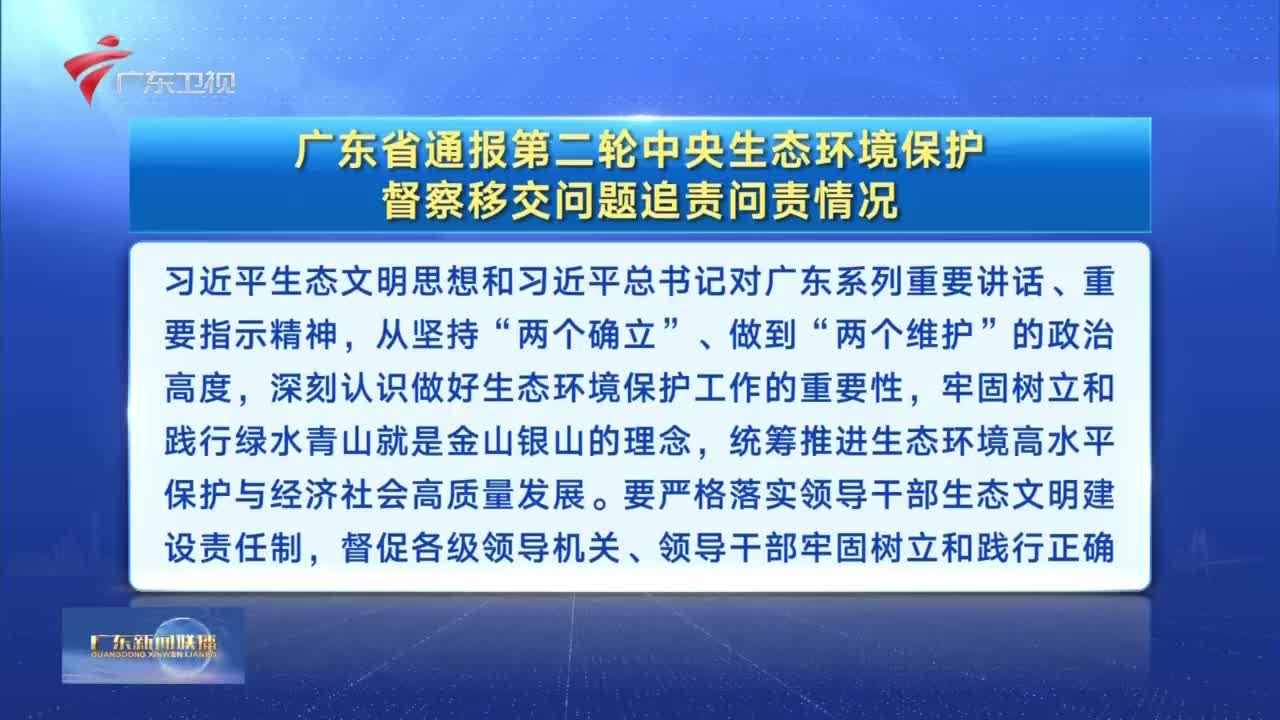 广东卫视
广东省通报第二轮中央生态环境保护
督察移交问题追责问责情况
习近平生态文明思想和习近平总书记对广东系列重要讲话、重
要指示精神，从坚持“两个确立”、做到“两个维护”的政治
高度，深刻认识做好生态环境保护工作的重要性，牢固树立和
践行绿水青山就是金山银山的理念，统筹推进生态环境高水平
保护与经济社会高质量发展。要严格落实领导干部生态文明建
设责任制，督促各级领导机关、领导干部牢固树立和践行正确
广东新闻联播
GUANGDONG XINWEN LIANBO